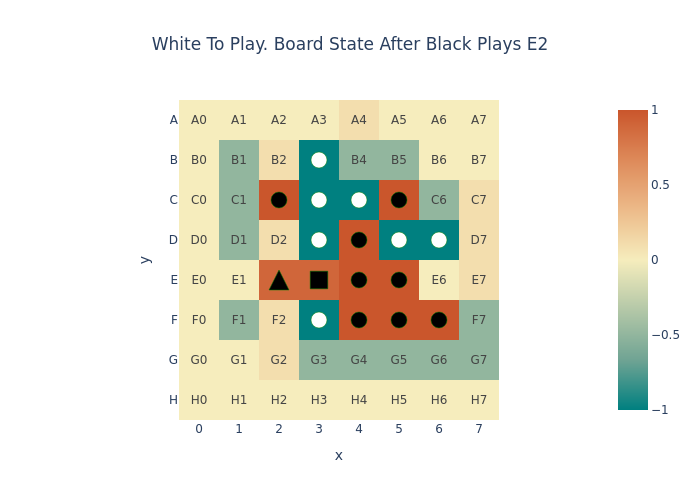 White To Play. Board State After Black Plays E2
A A0 A1 A2 A3 A4 A5 A6 A7
B B0 B1 B2 B4 B5 B6 B7
C C0 C1 C6 C7
D D0 D1 D2 D7
E E0 E1 E6 E7
F F0 F1 F2 F7
G G0 G1 G2 G3 G4 G5 G6 G7
H H0 H1 H2 H3 H4 H5 H6 H7
0 1 2 3 4 5 6 7
x
y
1
0.5
0
−0.5
−1